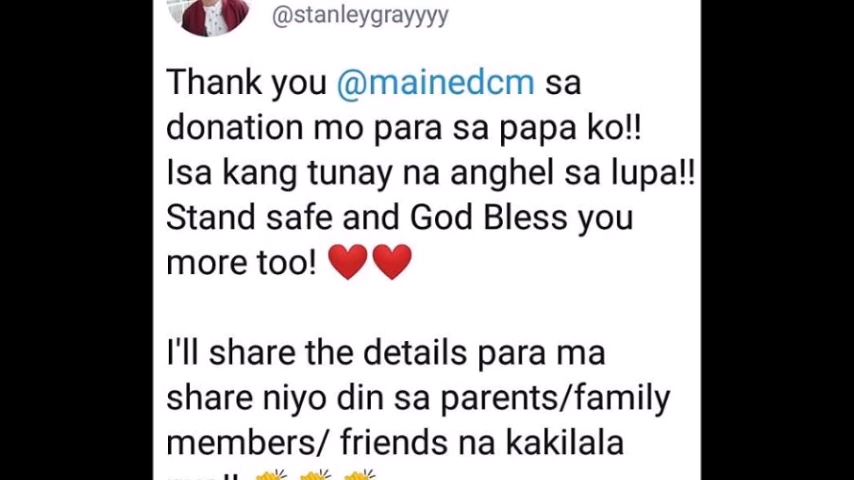 @stanleygrayyyy
Thank you @mainedcm sa
donation mo para sa papa ko!!
Isa kang tunay na anghel sa lupa!!
Stand safe and God Bless you
more too! ❤️❤️
I'll share the details para ma
share niyo din sa parents/family
members/ friends na kakilala